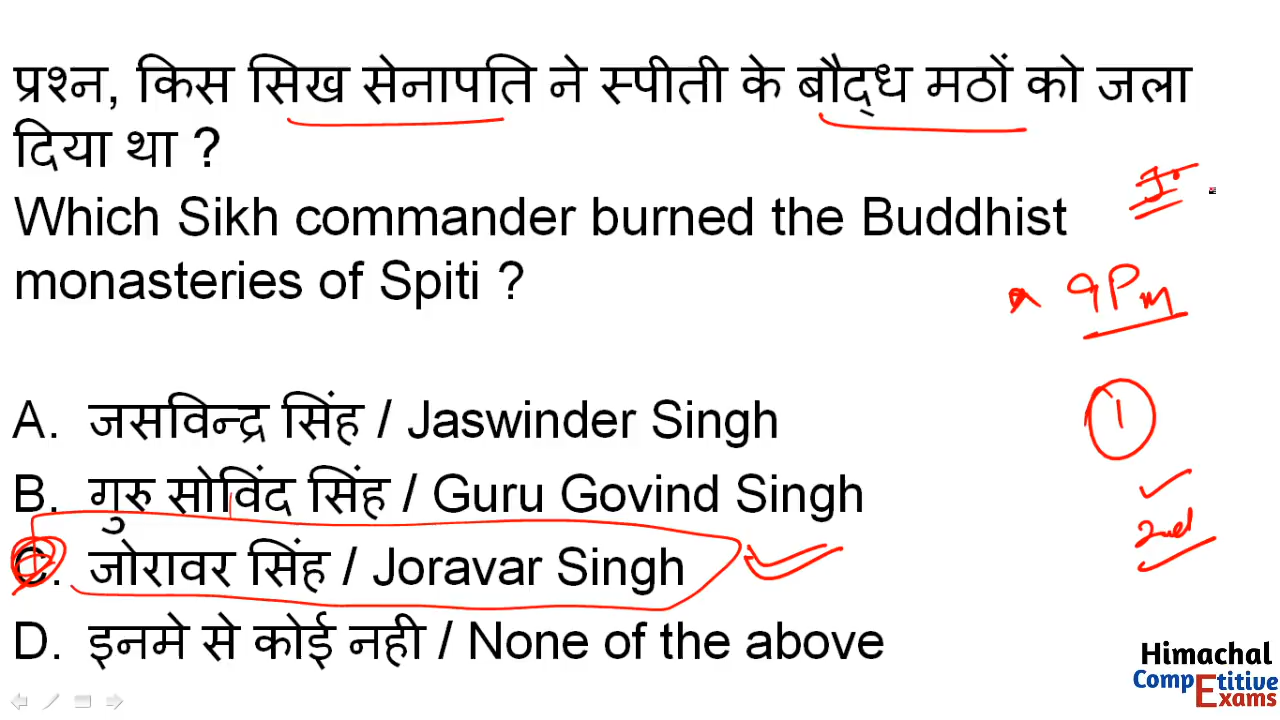 प्रश्न, किस सिख सेनापति ने स्पीती के बौद्ध मठों को जला
दिया था ?
Which Sikh commander burned the Buddhist
monasteries of Spiti ?
9Pm
1
2nd
A. जसविन्द्र सिंह / Jaswinder Singh
B. गुरु सोविंद सिंह / Guru Govind Singh
C. जोरावर सिंह / Joravar Singh
D. इनमे से कोई नही / None of the above
Himachal
CompEtitive
Exams